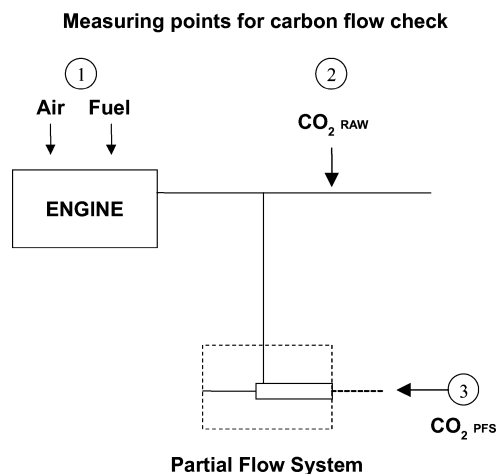 Measuring points for carbon flow check
1 2
Air Fuel
CO₂ RAW
ENGINE
3
CO₂ PFS
Partial Flow System